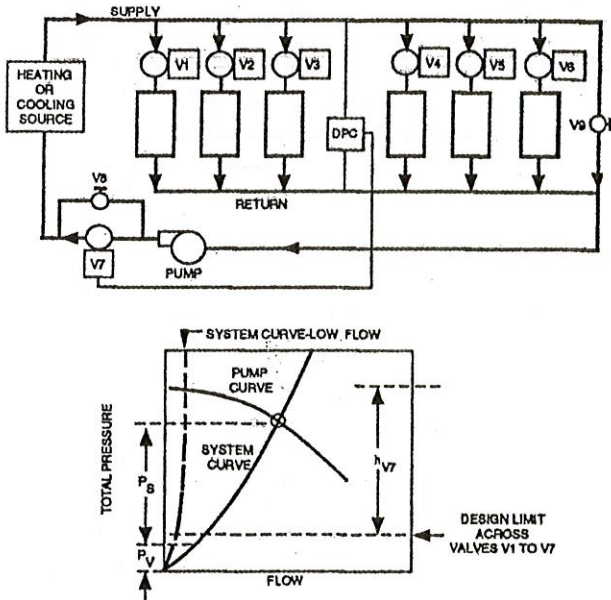 SUPPLY
V1
V2
V3
V4
V5
V6
HEATING
OR
COOLING
SOURCE
DPC
V9
V8
RETURN
V7
PUMP
SYSTEM CURVE-LOW FLOW
PUMP
CURVE
TOTAL PRESSURE
SYSTEM
CURVE
PS
hV7
PV
DESIGN LIMIT
ACROSS
VALVES V1 TO V7
FLOW